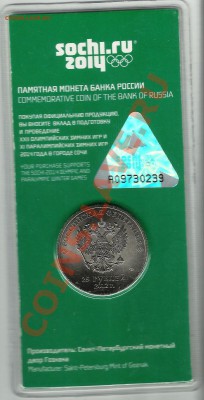 sochi.ru
2014
ПАМЯТНАЯ МОНЕТА БАНКА РОССИИ
COMMEMORATIVE COIN OF THE BANK OF RUSSIA
ПОКУПАЯ ОФИЦИАЛЬНУЮ ПРОДУКЦИЮ,
ВЫ ВНОСИТЕ ВКЛАД В ПОДГОТОВКУ
И ПРОВЕДЕНИЕ
XXII ОЛИМПИЙСКИХ ЗИМНИХ ИГР И
XI ПАРАЛИМПИЙСКИХ ЗИМНИХ ИГР
2014 ГОДА В ГОРОДЕ СОЧИ
YOUR PURCHASE SUPPORTS
THE SOCHI 2014 OLYMPIC AND
PARALYMPIC WINTER GAMES
A09730239
25 РУБЛЕЙ
Производитель: Санкт-Петербургский монетный
двор Гознака
Manufacture: Saint-Petersburg Mint of Goznak